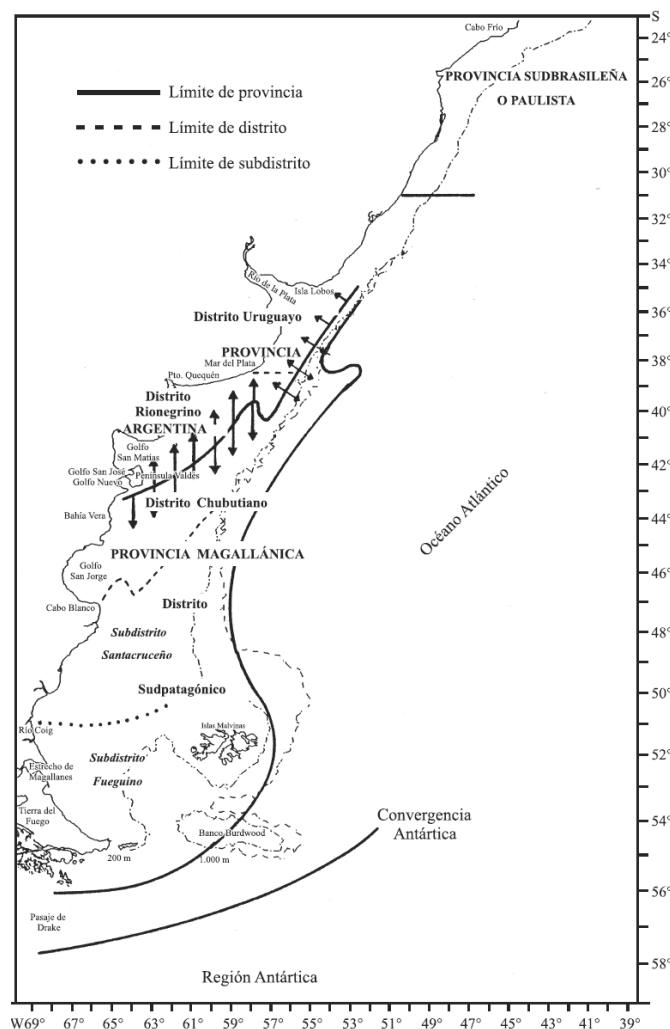 S
Cabo Frío
24°
PROVINCIA SUDBRASILEÑA
O PAULISTA
26°
Límite de provincia
Límite de distrito
Límite de subdistrito
28°
30°
32°
34°
Río de la Plata
Isla Lobos
Distrito Uruguayo
36°
PROVINCIA
Mar del Plata
Pto. Quequén
38°
Distrito
Rionegrino
ARGENTINA
40°
Golfo
San Matías
Golfo San José
Golfo Nuevo
Península Valdés
42°
Bahía Vera
Distrito Chubutiano
Océano Atlántico
44°
PROVINCIA MAGALLÁNICA
Golfo
San Jorge
46°
Cabo Blanco
Distrito
Subdistrito
Santacruceño
48°
Sudpatagónico
50°
Río Coig
Islas Malvinas
Subdistrito
Fueguino
52°
Estrecho de
Magallanes
Tierra del
Fuego
Convergencia
Antártica
54°
Banco Burdwood
200 m
1.000 m
56°
Pasaje de
Drake
58°
Región Antártica
W69° 67° 65° 63° 61° 59° 57° 55° 53° 51° 49° 47° 45° 43° 41° 39°